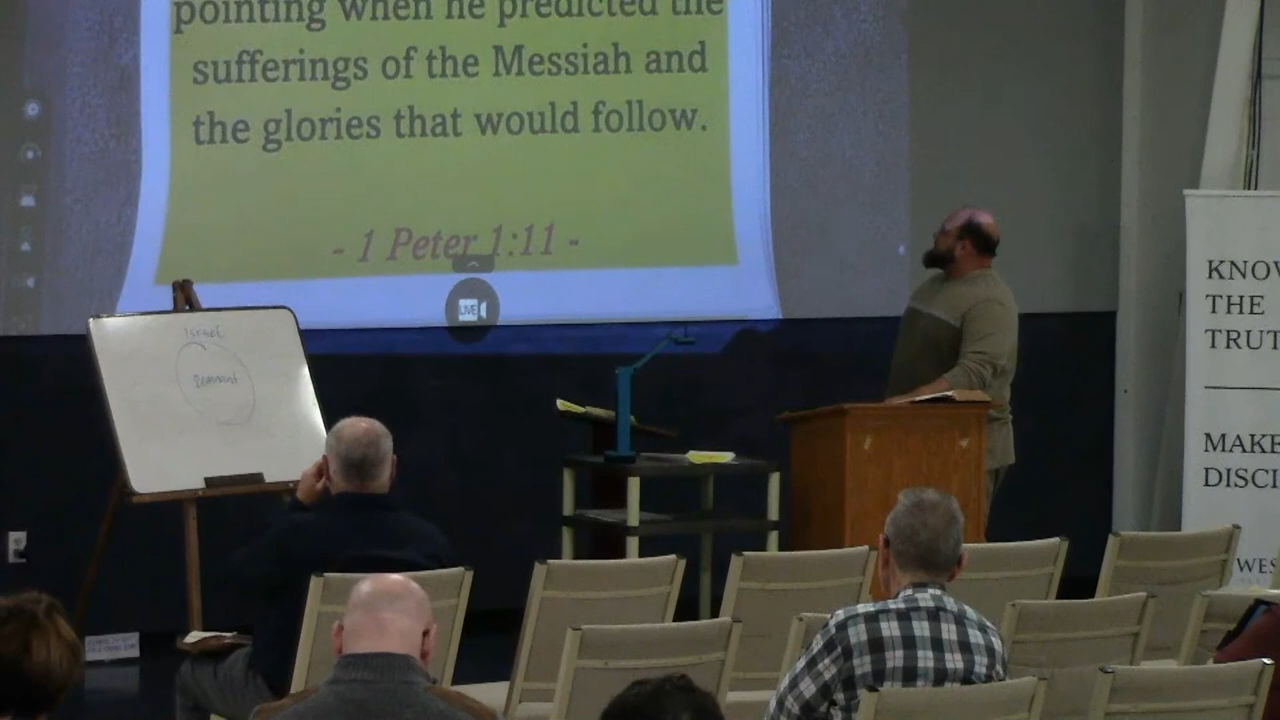 pointing when he predicted the
sufferings of the Messiah and
the glories that would follow.
- 1 Peter 1:11 -
LIVE
Israel
Remnant
KNOW
THE
TRUT
MAKE
DISCI
WES